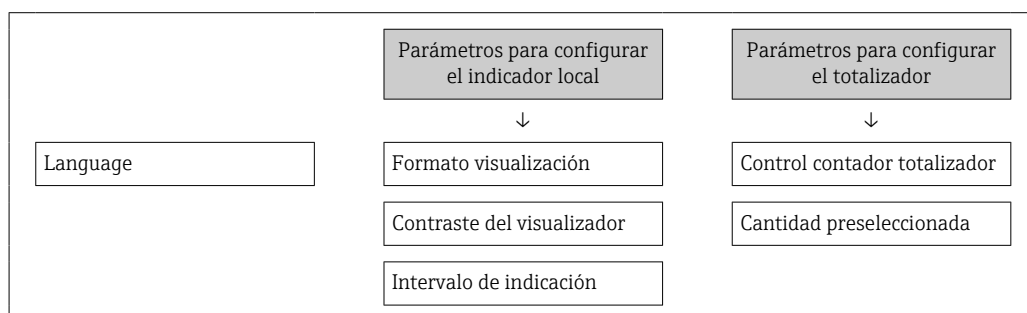 Parámetros para configurar
el indicador local
Parámetros para configurar
el totalizador
↓
↓
Language
Formato visualización
Control contador totalizador
Contraste del visualizador
Cantidad preseleccionada
Intervalo de indicación